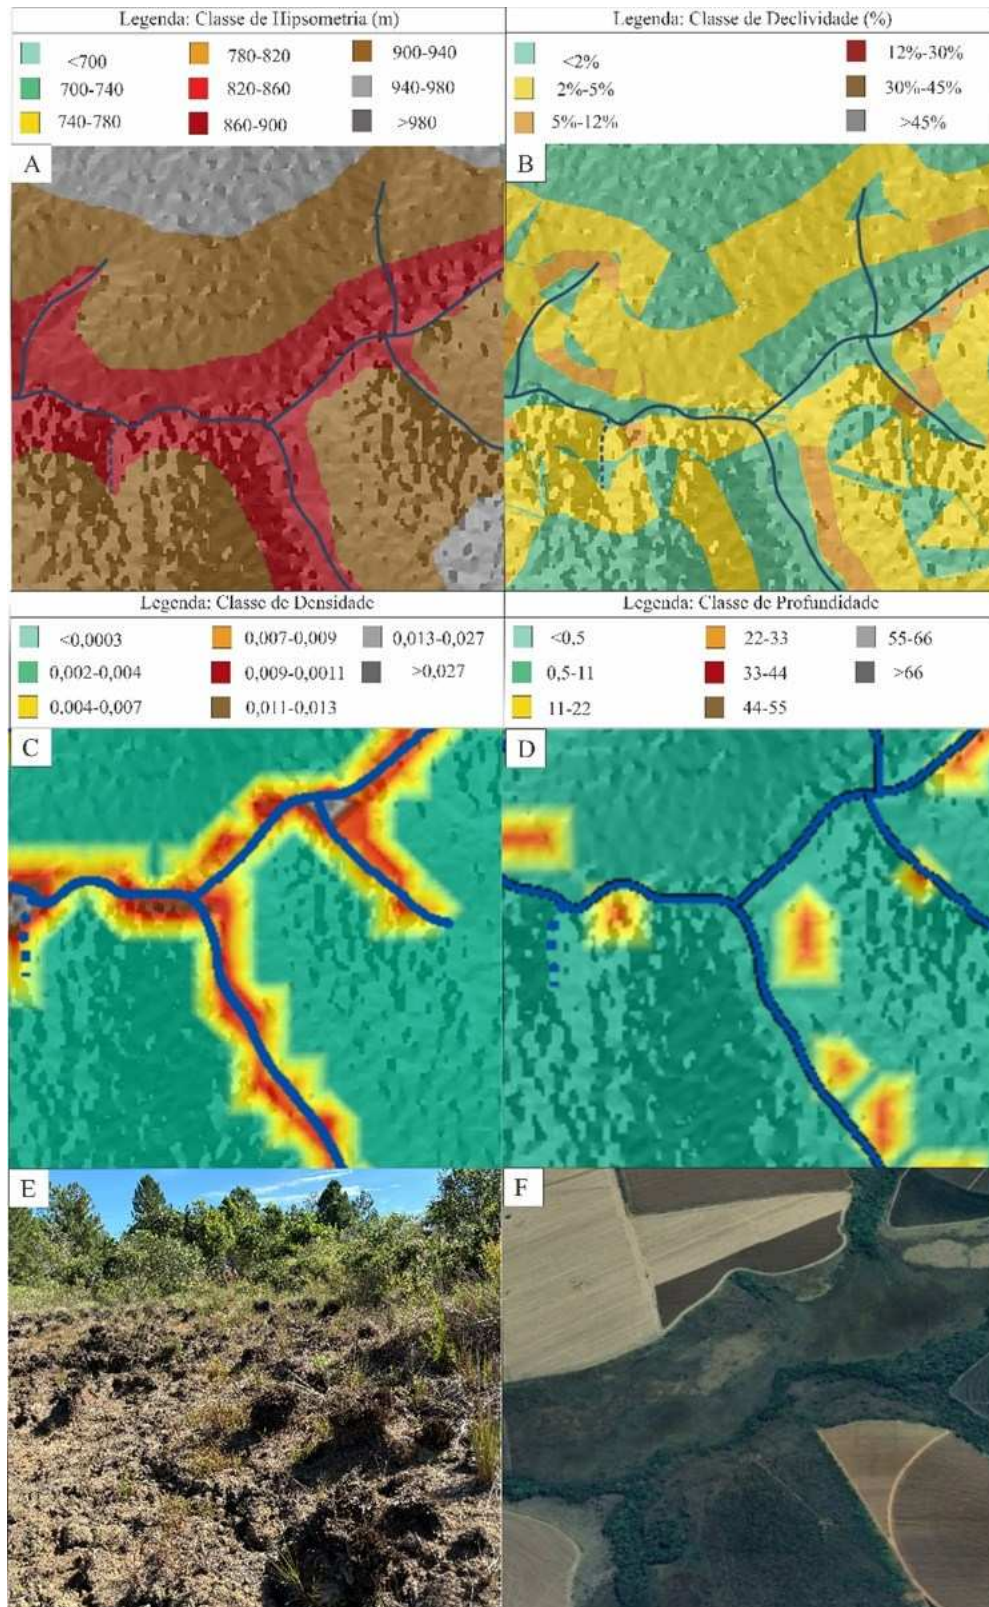 Legenda: Classe de Hipsometria (m)
<700 780-820 900-940
700-740 820-860 940-980
740-780 860-900 >980
A
Legenda: Classe de Declividade (%)
<2% 12%-30%
2%-5% 30%-45%
5%-12% >45%
B
Legenda: Classe de Densidade
<0,0003 0,007-0,009 0,013-0,027
0,002-0,004 0,009-0,0011 >0,027
0,004-0,007 0,011-0,013
C
Legenda: Classe de Profundidade
<0,5 22-33 55-66
0,5-11 33-44 >66
11-22 44-55
D
E
F